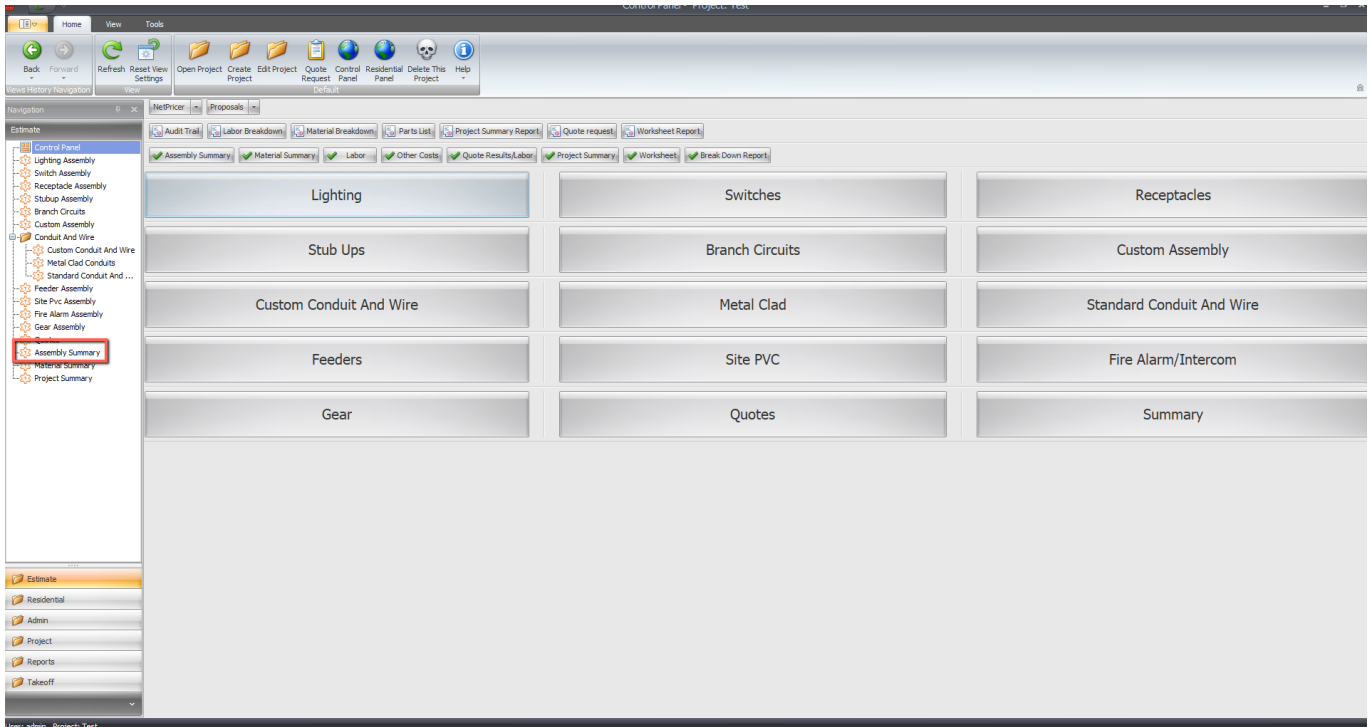 Control Panel - Project: Test
Home View Tools
Back Forward Refresh Reset View Settings Open Project Create Project Edit Project Quote Request Control Panel Residential Panel Delete This Project Help
Views History Navigation View Default
Navigation NetPricer Proposals
Estimate
Audit Trail Labor Breakdown Material Breakdown Parts List Project Summary Report Quote request Worksheet Report
Assembly Summary Material Summary Labor Other Costs Quote Results/Labor Project Summary Worksheet Break Down Report
Control Panel
Lighting Assembly
Switch Assembly
Receptacle Assembly
Stubup Assembly
Branch Circuits
Custom Assembly
Conduit And Wire
Custom Conduit And Wire
Metal Clad Conduits
Standard Conduit And ...
Feeder Assembly
Site Pvc Assembly
Fire Alarm Assembly
Gear Assembly
Quotes
Assembly Summary
Material Summary
Project Summary
Lighting Switches Receptacles
Stub Ups Branch Circuits Custom Assembly
Custom Conduit And Wire Metal Clad Standard Conduit And Wire
Feeders Site PVC Fire Alarm/Intercom
Gear Quotes Summary
Estimate
Residential
Admin
Project
Reports
Takeoff
User: admin Project: Test